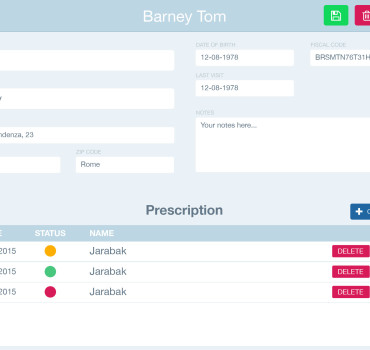 Barney Tom
DATE OF BIRTH
FISCAL CODE
12-08-1978
BRSMTN76T31H
LAST VISIT
12-08-1978
NOTES
Your notes here...
ndenza, 23
ZIP CODE
Rome
Prescription
STATUS
NAME
2015
Jarabak
DELETE
2015
Jarabak
DELETE
2015
Jarabak
DELETE